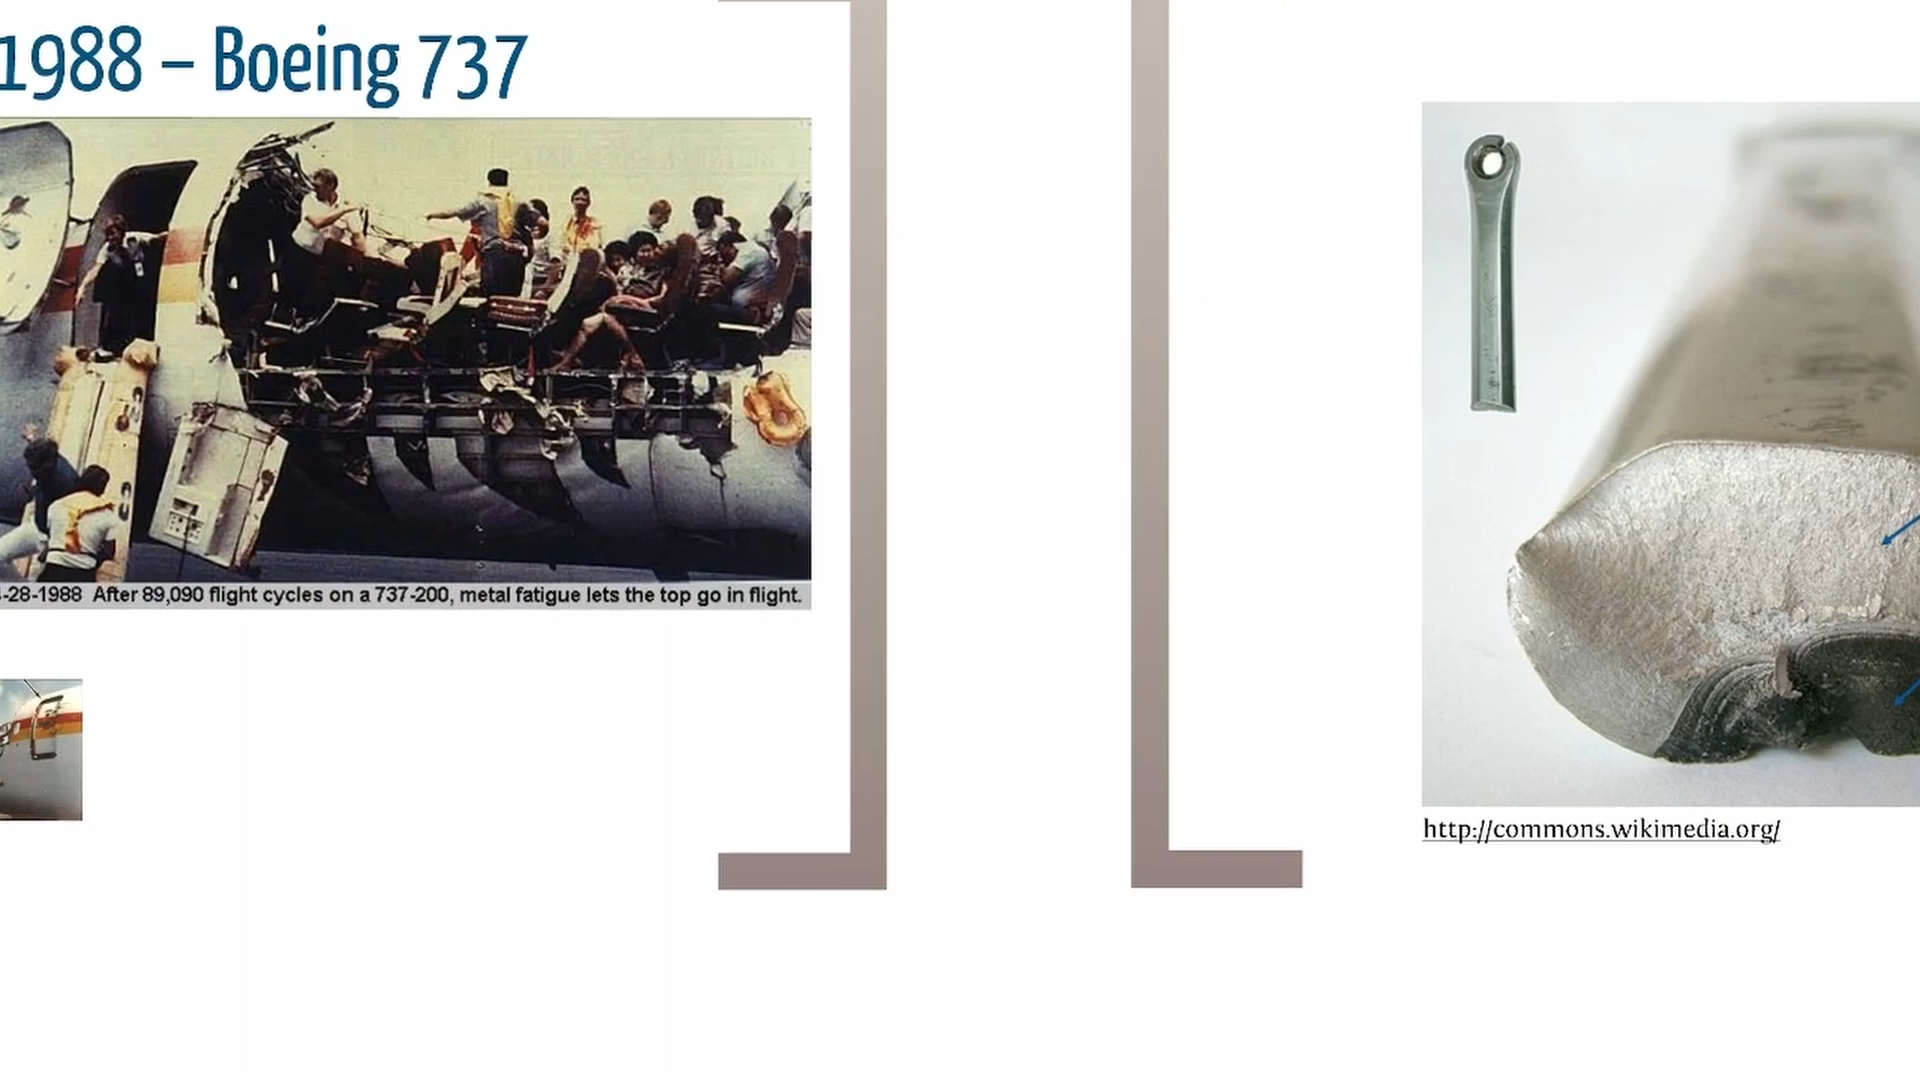 1988 – Boeing 737
-28-1988 After 89,090 flight cycles on a 737-200, metal fatigue lets the top go in flight.
http://commons.wikimedia.org/